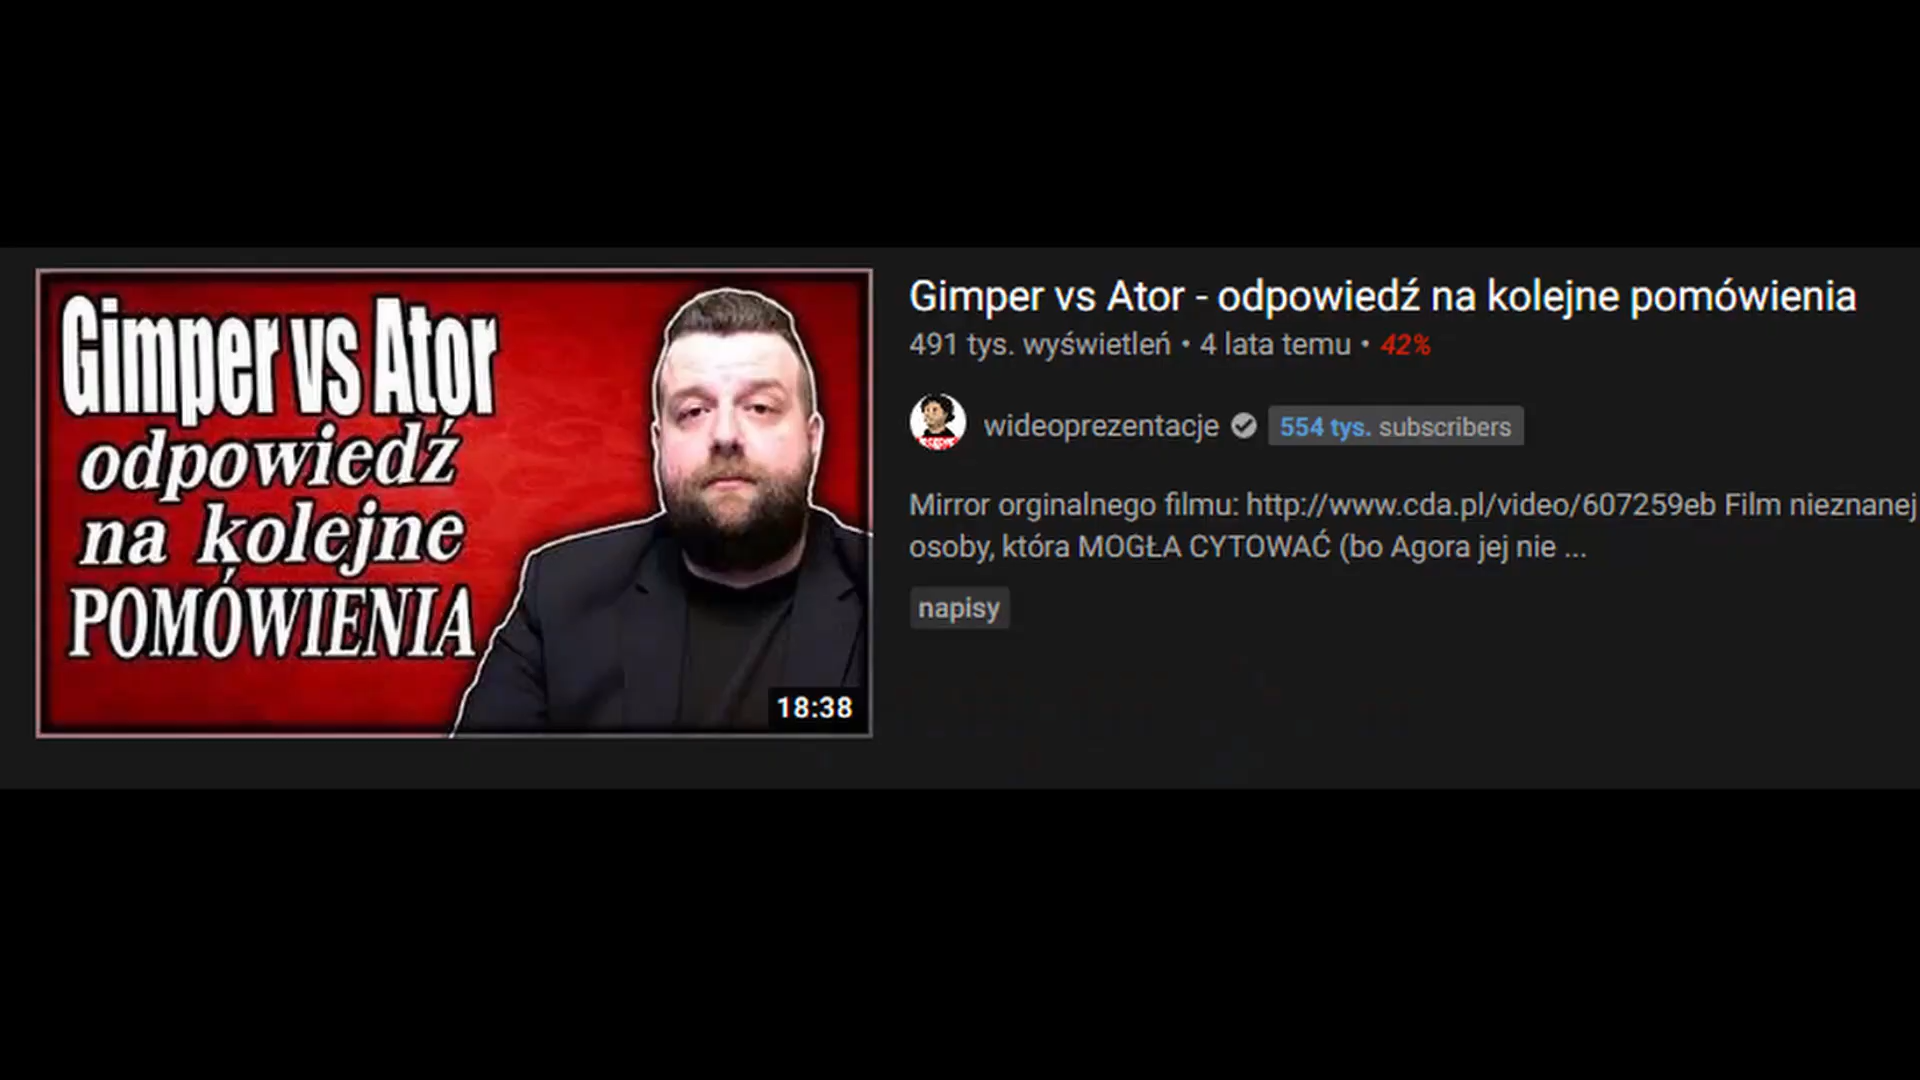 Gimper vs Ator
odpowiedź
na kolejne
POMÓWIENIA
18:38
Gimper vs Ator - odpowiedź na kolejne pomówienia
491 tys. wyświetleń • 4 lata temu • 42%
wideoprezentacje 554 tys. subscribers
Mirror orginalnego filmu: http://www.cda.pl/video/607259eb Film nieznanej
osoby, która MOGŁA CYTOWAĆ (bo Agora jej nie ...
napisy